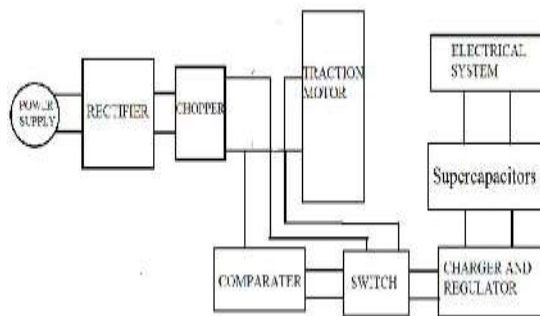 POWER
SUPPLY
RECTIFIER
CHOPPER
TRACTION
MOTOR
ELECTRICAL
SYSTEM
Supercapacitors
COMPARATER
SWITCH
CHARGER AND
REGULATOR